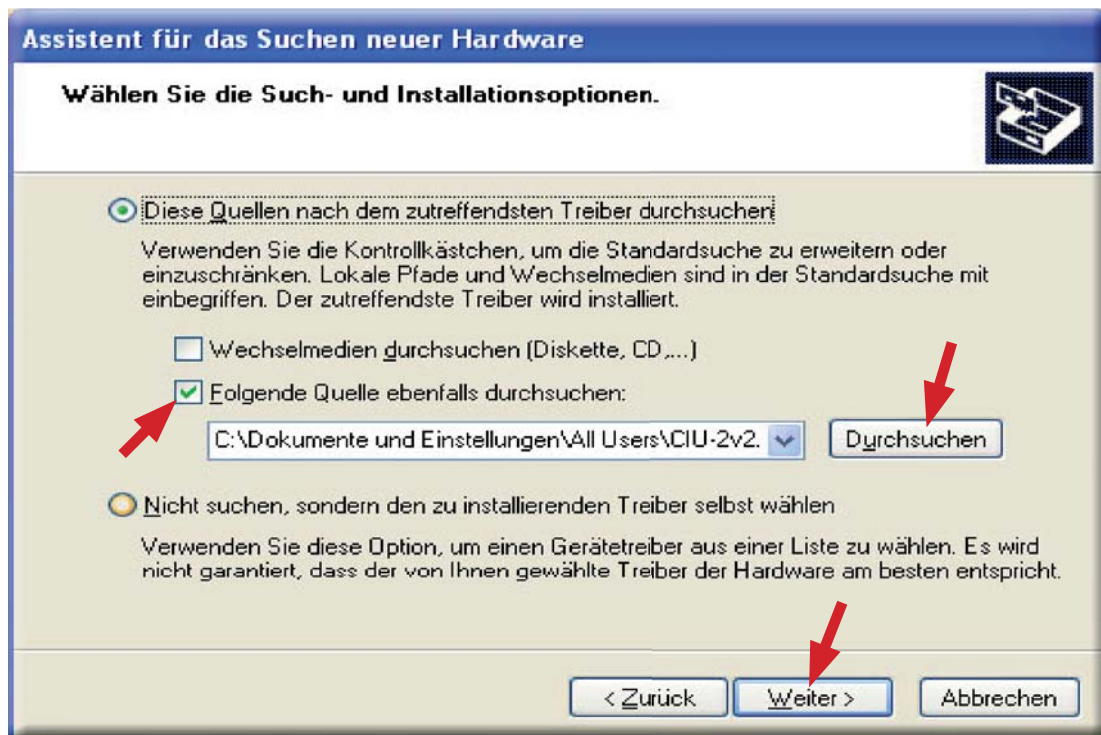 Assistent für das Suchen neuer Hardware
Wählen Sie die Such- und Installationsoptionen.
Diese Quellen nach dem zutreffendsten Treiber durchsuchen
Verwenden Sie die Kontrollkästchen, um die Standardsuche zu erweitern oder
einzuschränken. Lokale Pfade und Wechselmedien sind in der Standardsuche mit
einbegriffen. Der zutreffendste Treiber wird installiert.
Wechselmedien durchsuchen (Diskette, CD,...)
Folgende Quelle ebenfalls durchsuchen:
C:\Dokumente und Einstellungen\All Users\CIU-2v2. Durchsuchen
Nicht suchen, sondern den zu installierenden Treiber selbst wählen
Verwenden Sie diese Option, um einen Gerätetreiber aus einer Liste zu wählen. Es wird
nicht garantiert, dass der von Ihnen gewählte Treiber der Hardware am besten entspricht.
< Zurück Weiter > Abbrechen